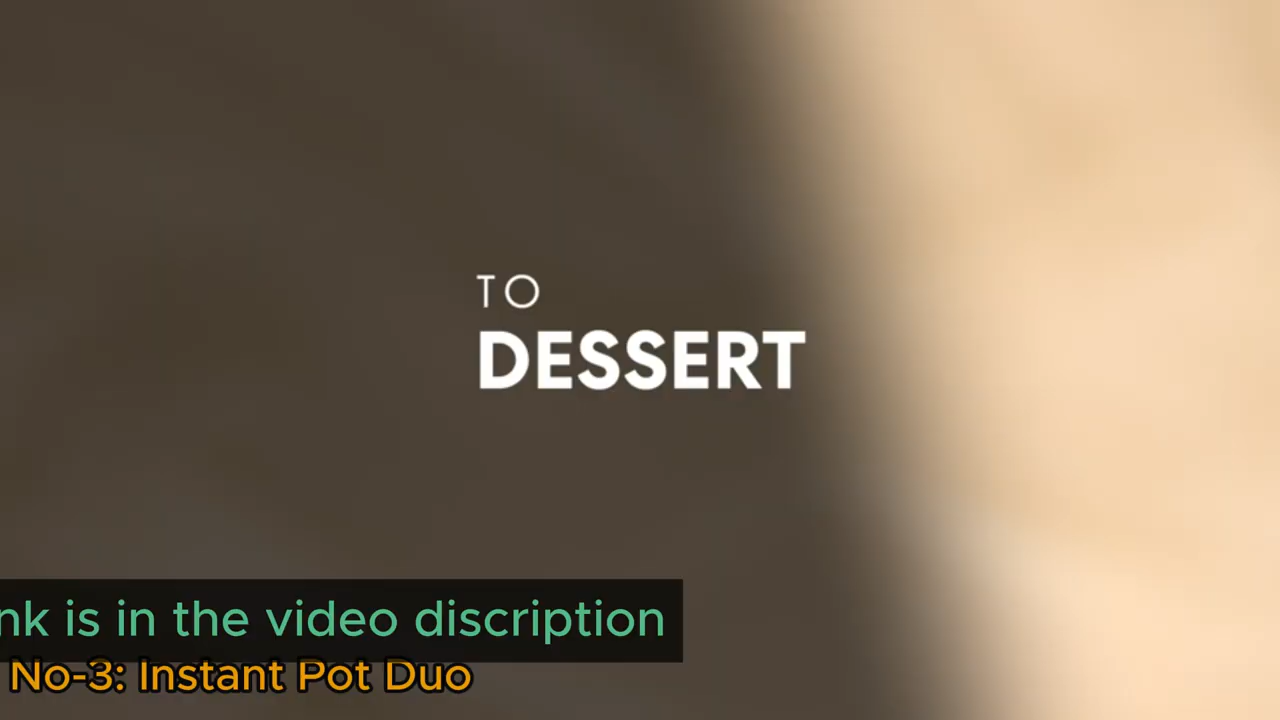 TO
DESSERT
nk is in the video discription
No-3: Instant Pot Duo